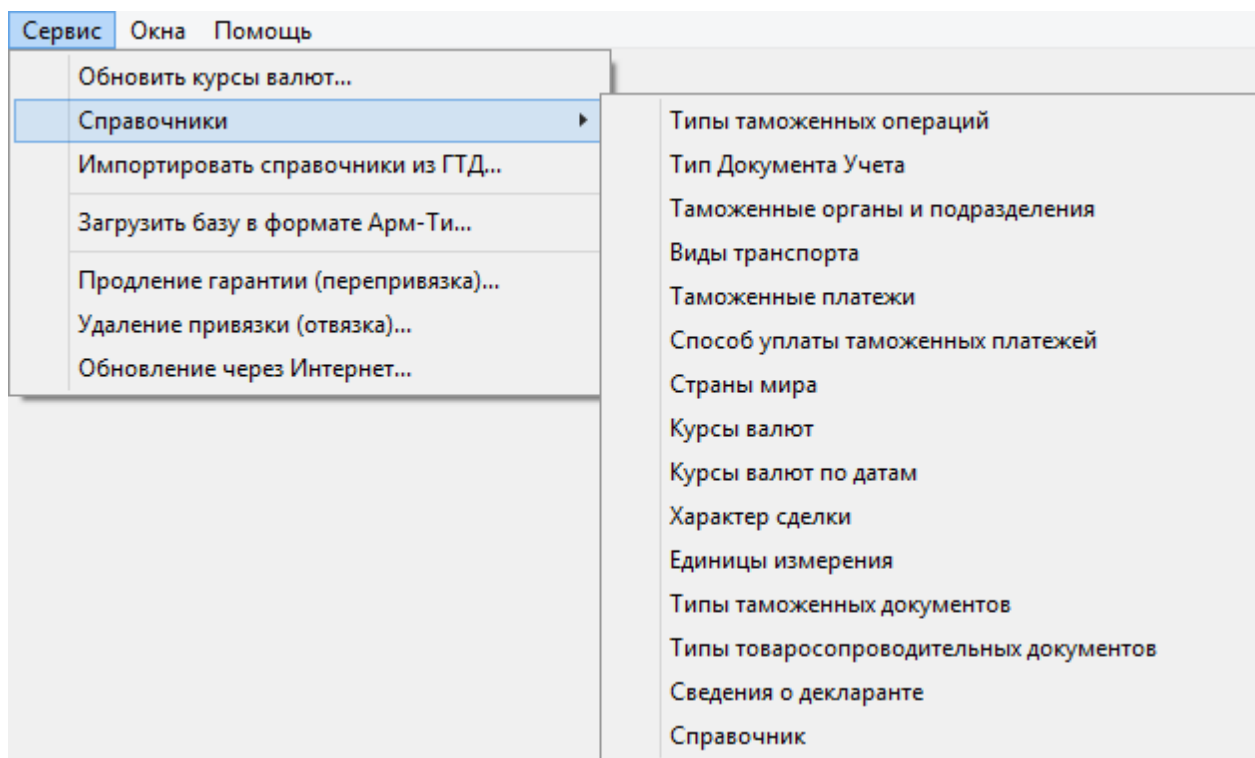 Сервис Окна Помощь
Обновить курсы валют...
Справочники
Импортировать справочники из ГТД...
Загрузить базу в формате Арм-Ти...
Продление гарантии (перепривязка)...
Удаление привязки (отвязка)...
Обновление через Интернет...
Типы таможенных операций
Тип Документа Учета
Таможенные органы и подразделения
Виды транспорта
Таможенные платежи
Способ уплаты таможенных платежей
Страны мира
Курсы валют
Курсы валют по датам
Характер сделки
Единицы измерения
Типы таможенных документов
Типы товаросопроводительных документов
Сведения о декларанте
Справочник